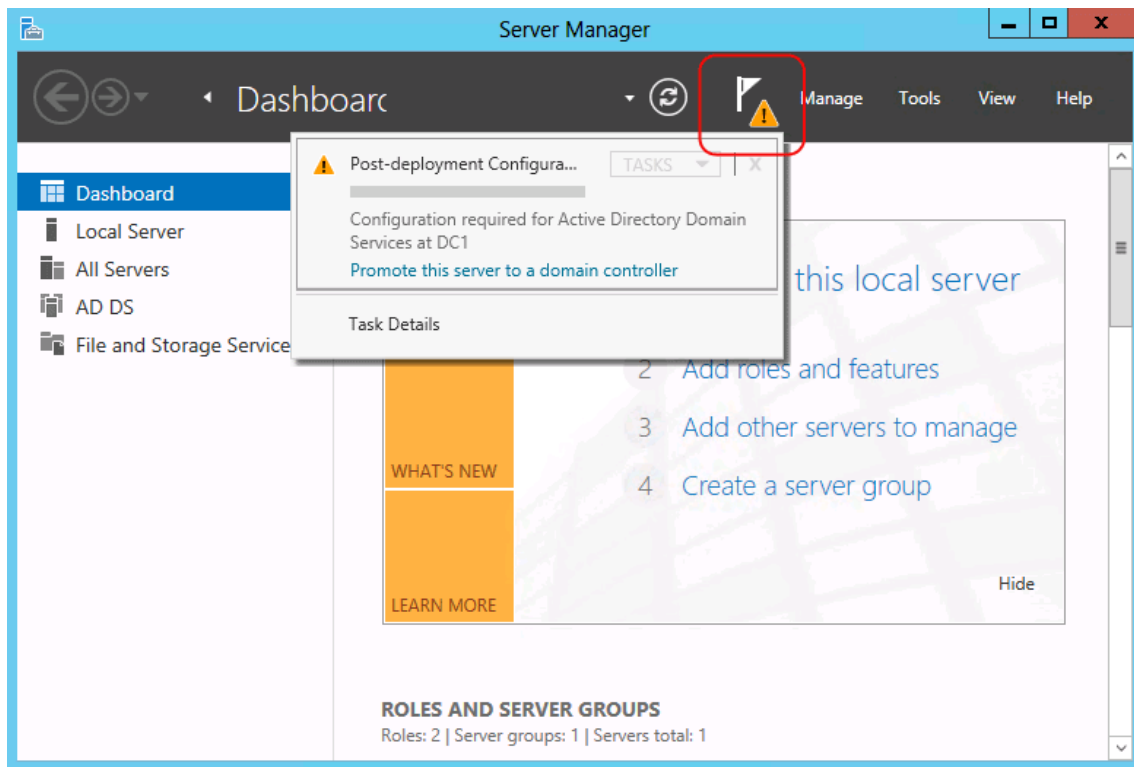 Server Manager
Dashboard
Manage Tools View Help
Post-deployment Configura... TASKS X
Configuration required for Active Directory Domain
Services at DC1
Promote this server to a domain controller
Task Details
Dashboard
Local Server
All Servers
AD DS
File and Storage Service
this local server
2 Add roles and features
3 Add other servers to manage
4 Create a server group
WHAT'S NEW
LEARN MORE
Hide
ROLES AND SERVER GROUPS
Roles: 2 | Server groups: 1 | Servers total: 1